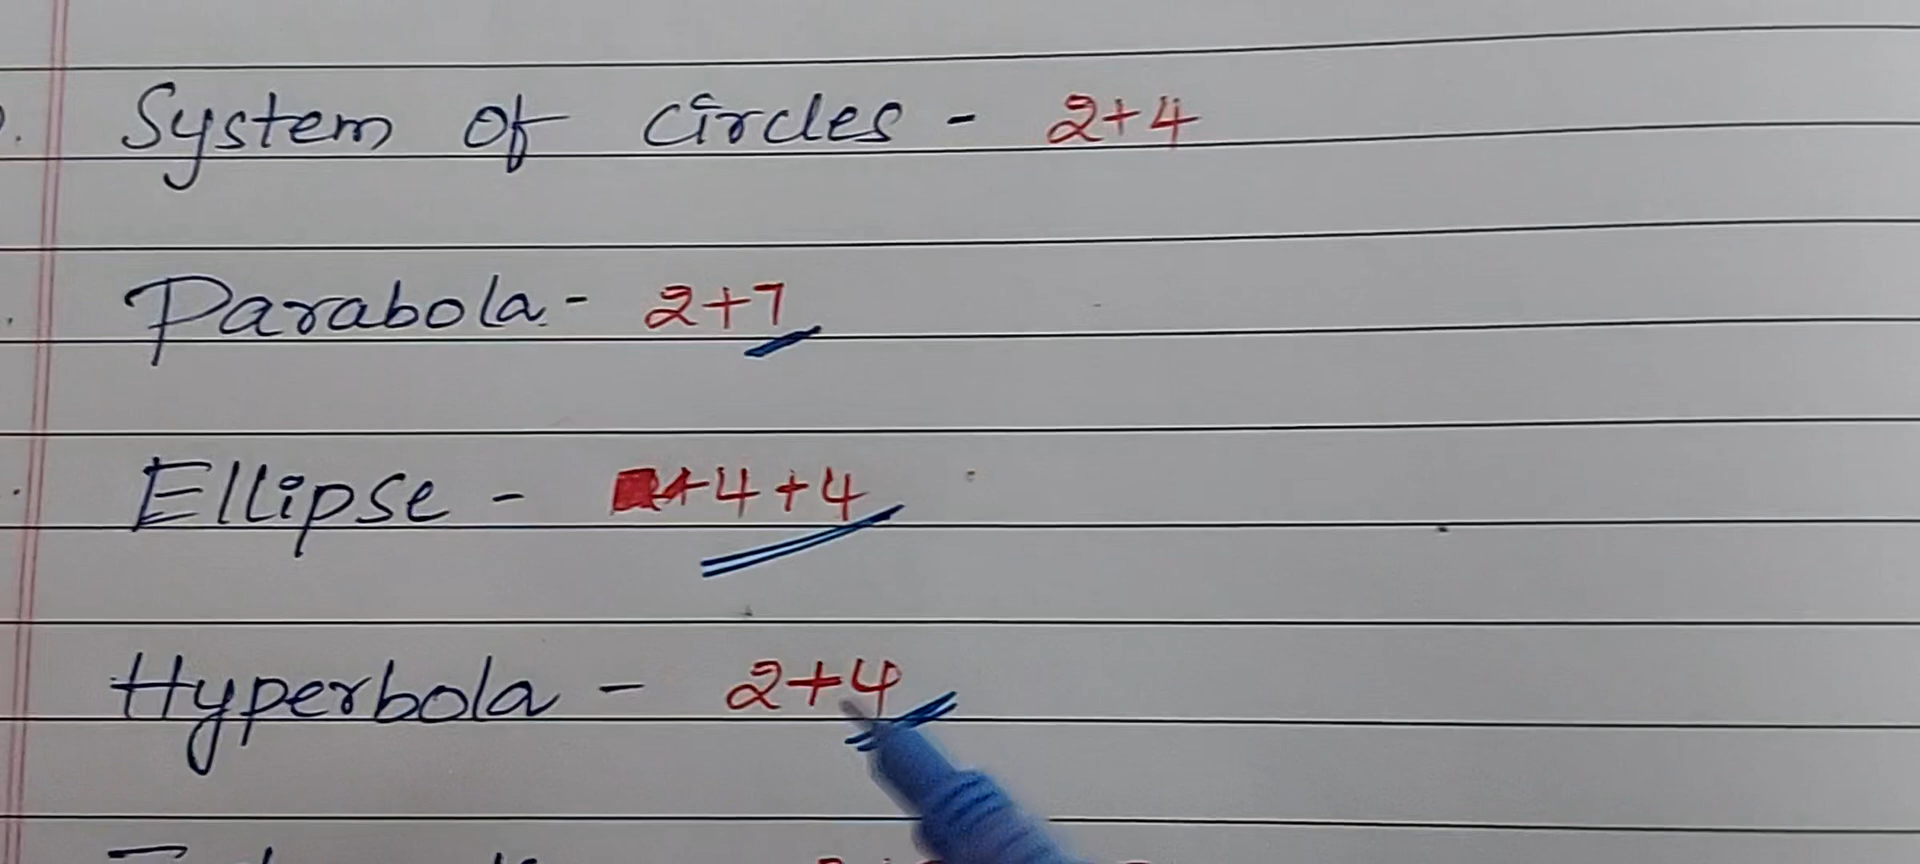 System of circles - 2+4
Parabola - 2+7
Ellipse - +4+4
Hyperbola - 2+4